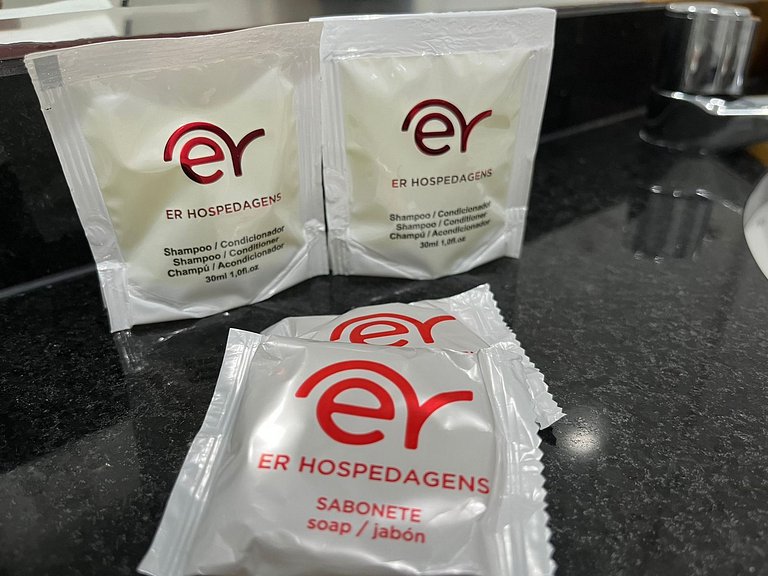 er
ER HOSPEDAGENS
Shampoo / Condicionador
Shampoo / Conditioner
Champú / Acondicionador
30ml 1,0fl.oz
er
ER HOSPEDAGENS
Shampoo / Condicionador
Shampoo / Conditioner
Champú / Acondicionador
30ml 1,0fl.oz
er
er
ER HOSPEDAGENS
SABONETE
soap / jabón